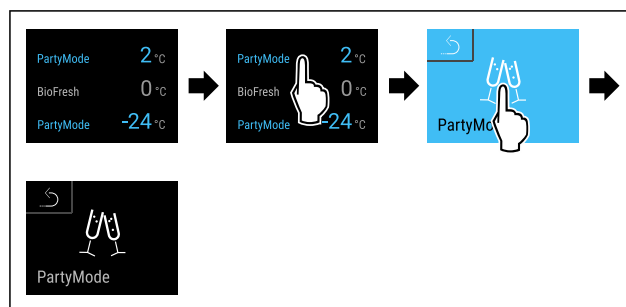 PartyMode 2 °C
BioFresh 0 °C
PartyMode -24 °C
PartyMode 2 °C
BioFresh 0 °C
PartyMode -24 °C
PartyMo
PartyMode